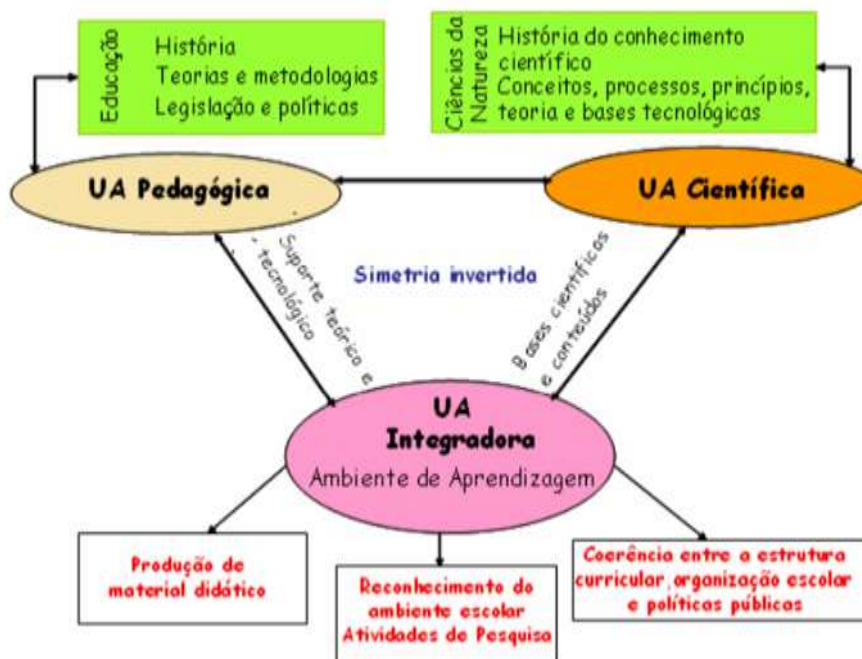 Educação
História
Teorias e metodologias
Legislação e políticas
Ciências da
Natureza
História do conhecimento
científico
Conceitos, processos, princípios,
teoria e bases tecnológicas
UA Pedagógica
UA Científica
Suporte teórico e
tecnológico
Simetria invertida
Bases científicas
e conteúdos
UA
Integradora
Ambiente de Aprendizagem
Produção de
material didático
Reconhecimento do
ambiente escolar
Atividades de Pesquisa
Coerência entre a estrutura
curricular, organização escolar
e políticas públicas